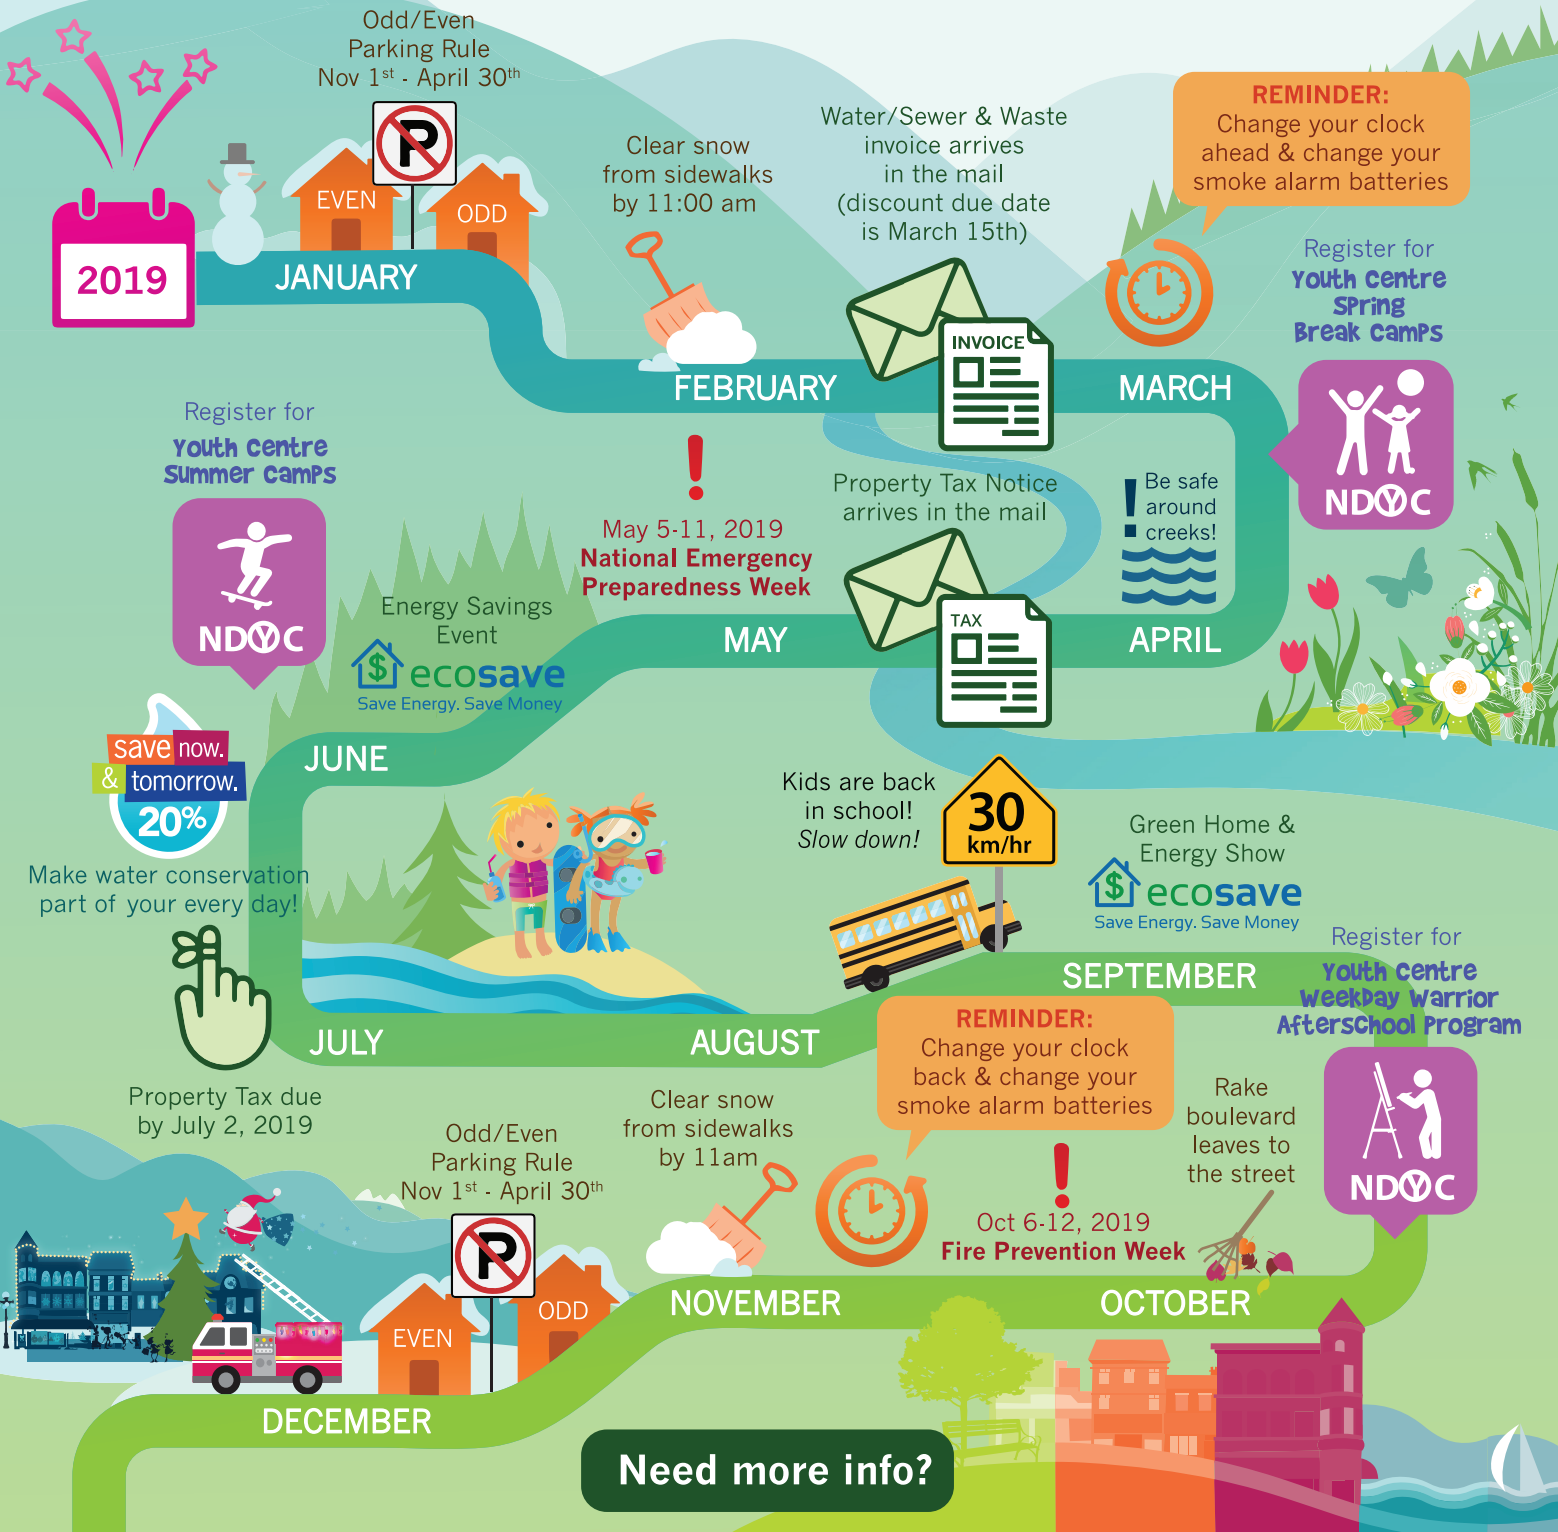 Odd/Even
Parking Rule
Nov 1st - April 30th
P
EVEN
ODD
2019
JANUARY
Clear snow
from sidewalks
by 11:00 am
FEBRUARY
Water/Sewer & Waste
invoice arrives
in the mail
(discount due date
is March 15th)
INVOICE
REMINDER:
Change your clock
ahead & change your
smoke alarm batteries
MARCH
Register for
Youth Centre
Spring
Break Camps
NDYC
Be safe
around
creeks!
!
APRIL
Property Tax Notice
arrives in the mail
TAX
!
May 5-11, 2019
National Emergency
Preparedness Week
MAY
Energy Savings
Event
$
ecosave
Save Energy. Save Money
Register for
Youth Centre
Summer Camps
NDYC
JUNE
save now.
& tomorrow.
20%
Make water conservation
part of your every day!
Property Tax due
by July 2, 2019
JULY
AUGUST
Kids are back
in school!
Slow down!
30
km/hr
Green Home &
Energy Show
$
ecosave
Save Energy. Save Money
SEPTEMBER
Register for
Youth Centre
Weekday Warrior
Afterschool Program
NDYC
Rake
boulevard
leaves to
the street
!
Oct 6-12, 2019
Fire Prevention Week
OCTOBER
REMINDER:
Change your clock
back & change your
smoke alarm batteries
Clear snow
from sidewalks
by 11am
NOVEMBER
Odd/Even
Parking Rule
Nov 1st - April 30th
P
EVEN
ODD
DECEMBER
Need more info?